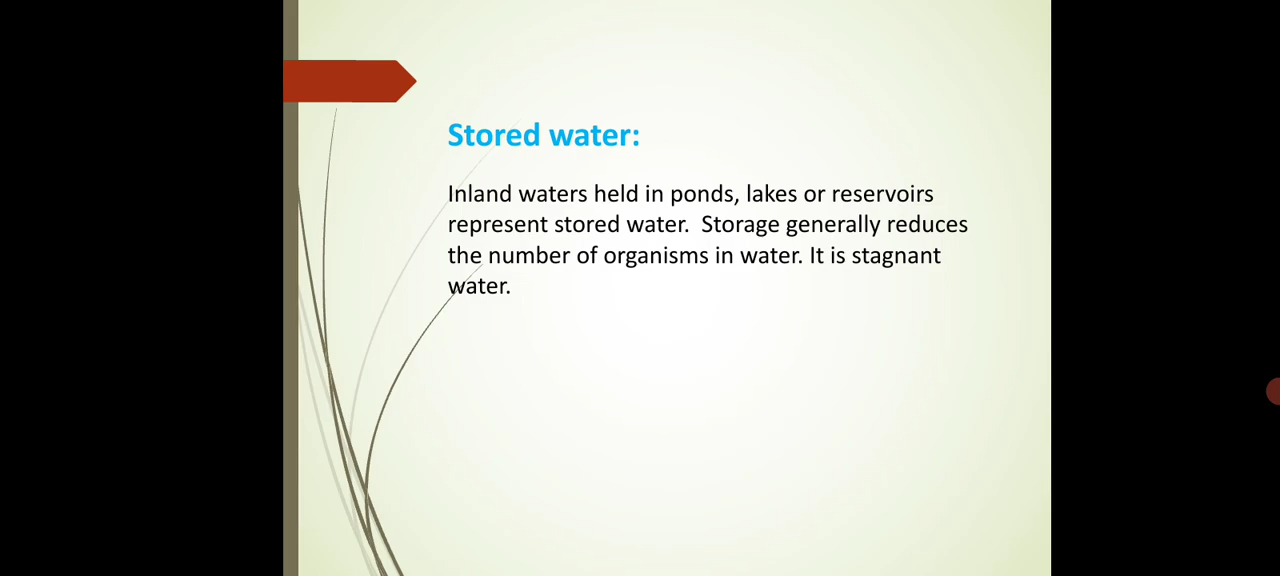 Stored water:
Inland waters held in ponds, lakes or reservoirs
represent stored water.  Storage generally reduces
the number of organisms in water. It is stagnant
water.